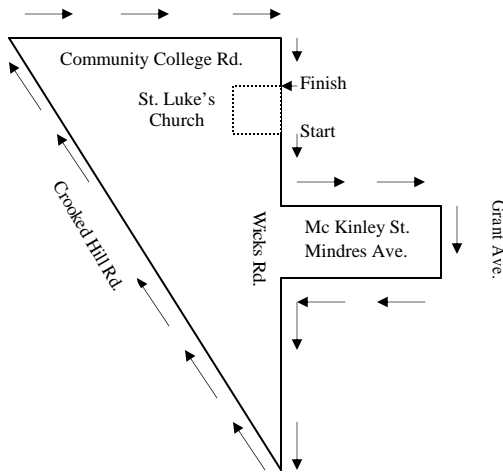 Community College Rd.
Finish
St. Luke's
Church
Start
Crooked Hill Rd.
Wicks Rd.
Mc Kinley St.
Mindres Ave.
Grant Ave.